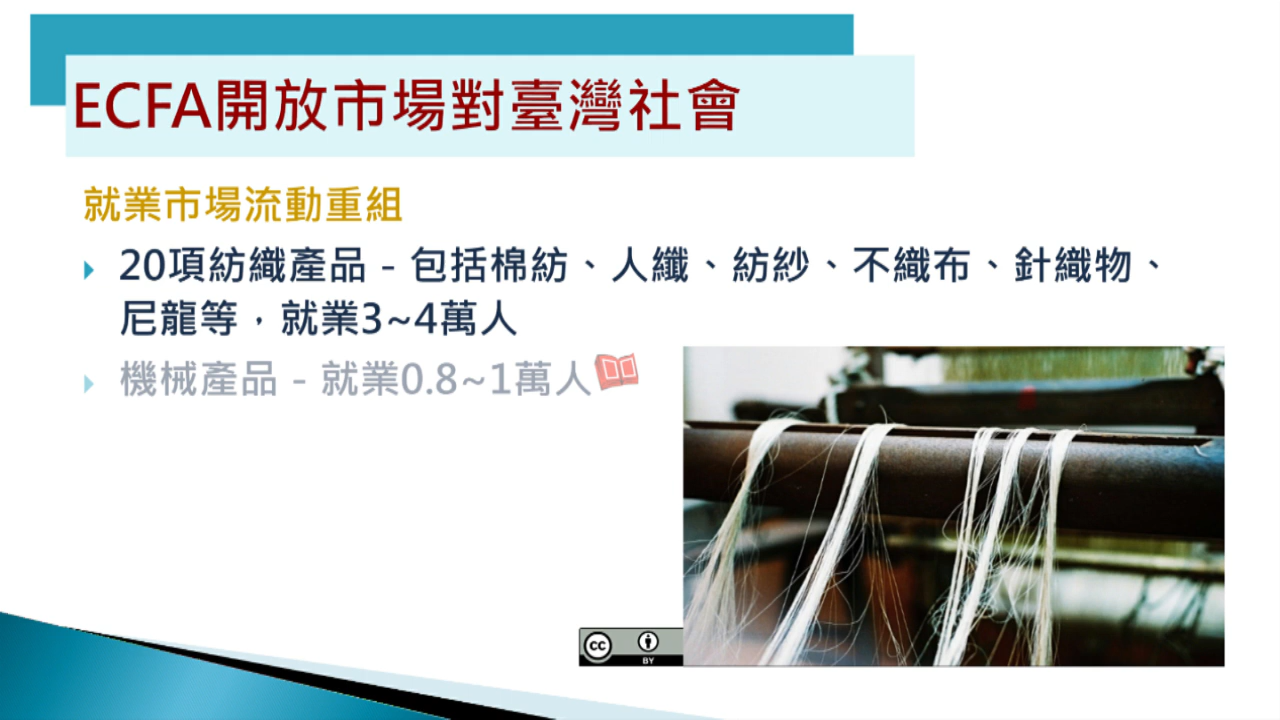 ECFA開放市場對臺灣社會
就業市場流動重組
20項紡織產品－包括棉紡、人纖、紡紗、不織布、針織物、
尼龍等，就業3~4萬人
機械產品－就業0.8~1萬人
cc
BY